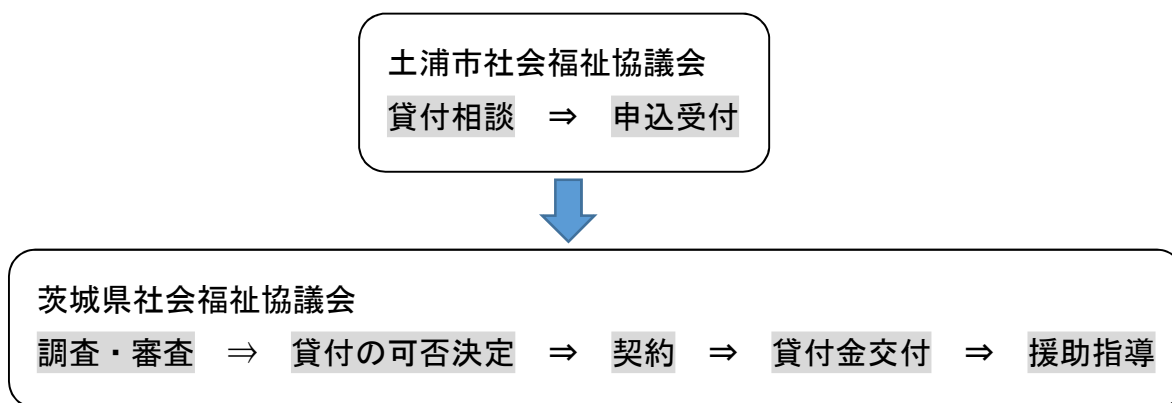 土浦市社会福祉協議会
貸付相談 ⇒ 申込受付
茨城県社会福祉協議会
調査・審査 ⇒ 貸付の可否決定 ⇒ 契約 ⇒ 貸付金交付 ⇒ 援助指導